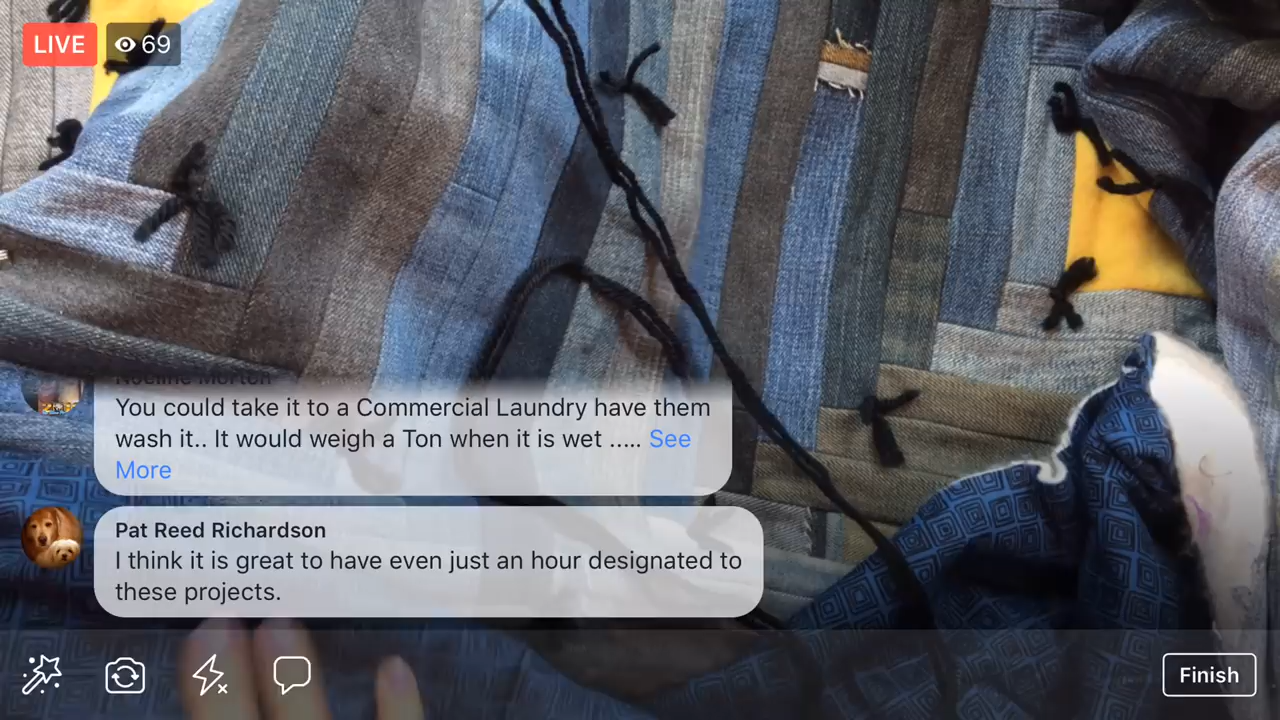 LIVE
69
Noeline Morton
You could take it to a Commercial Laundry have them
wash it.. It would weigh a Ton when it is wet ..... See
More
Pat Reed Richardson
I think it is great to have even just an hour designated to
these projects.
Finish